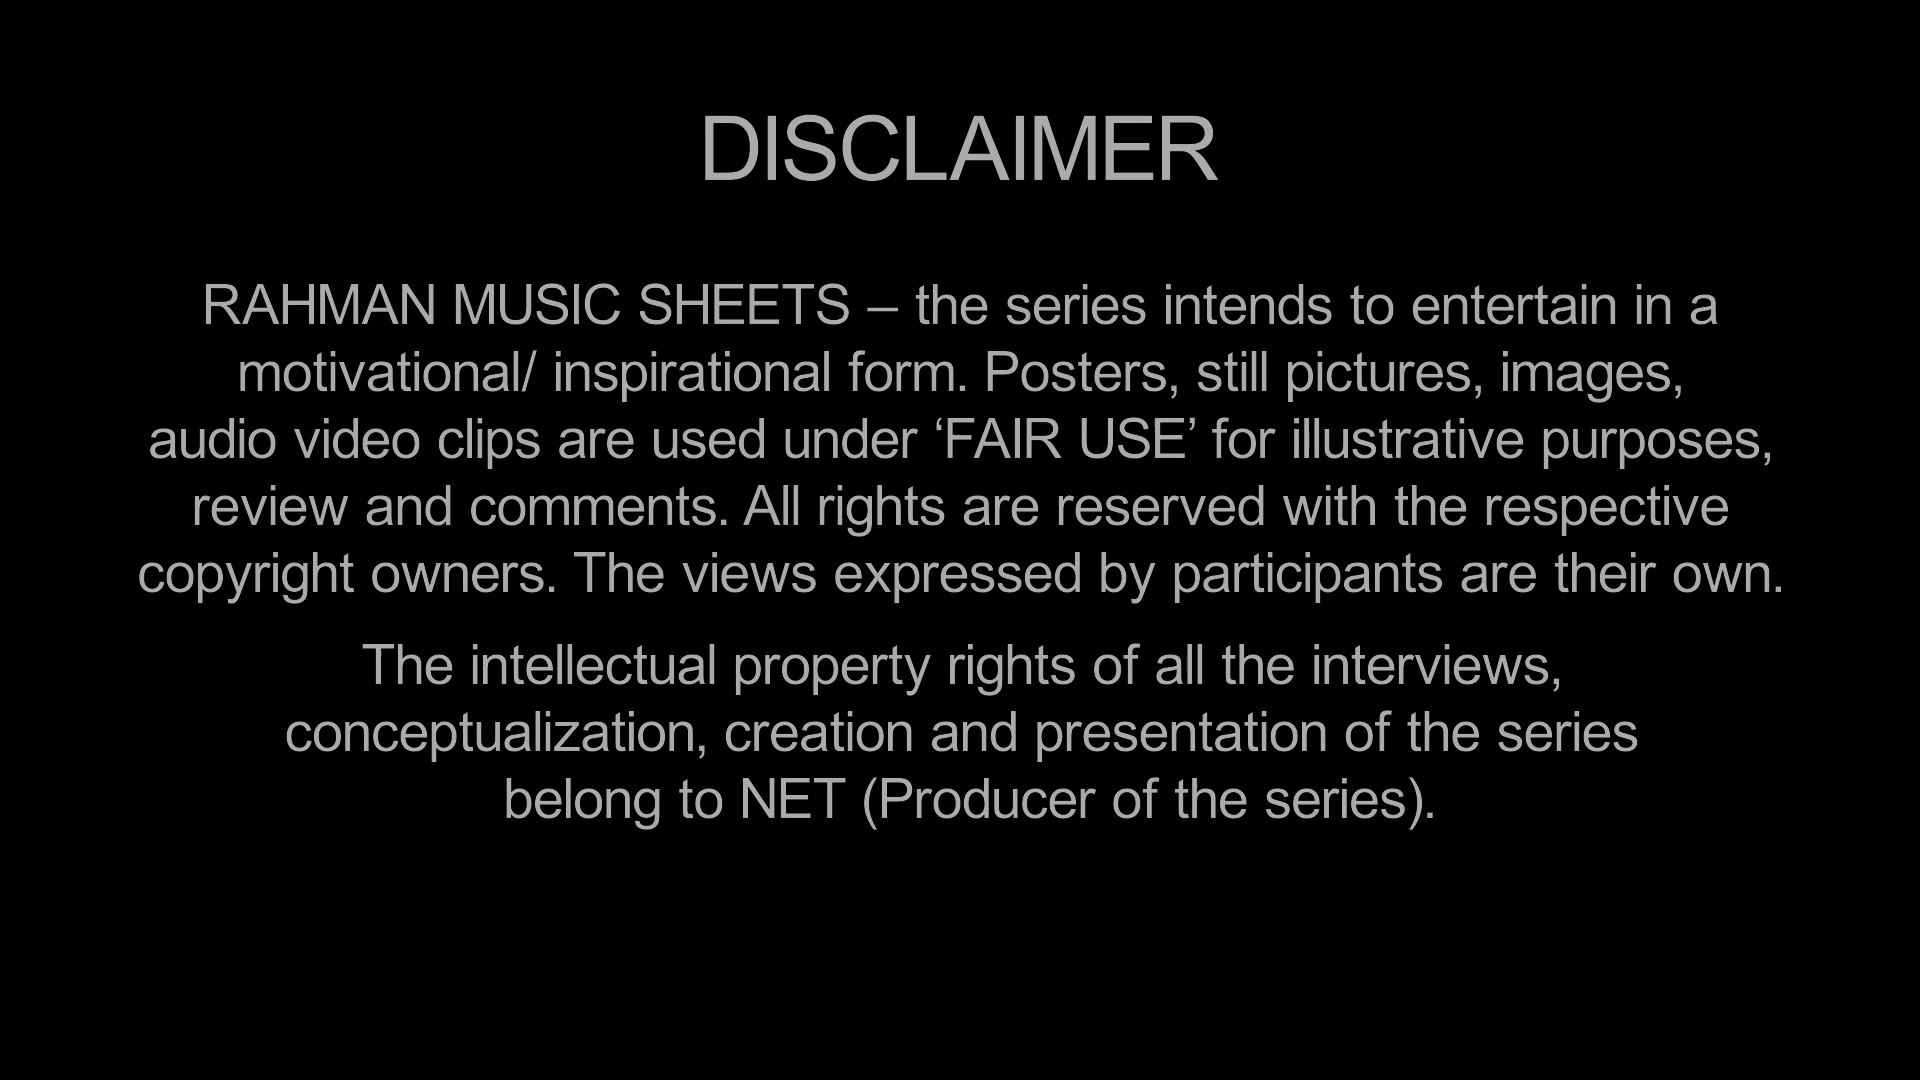 DISCLAIMER
RAHMAN MUSIC SHEETS – the series intends to entertain in a
motivational/ inspirational form. Posters, still pictures, images,
audio video clips are used under ‘FAIR USE’ for illustrative purposes,
review and comments. All rights are reserved with the respective
copyright owners. The views expressed by participants are their own.
The intellectual property rights of all the interviews,
conceptualization, creation and presentation of the series
belong to NET (Producer of the series).